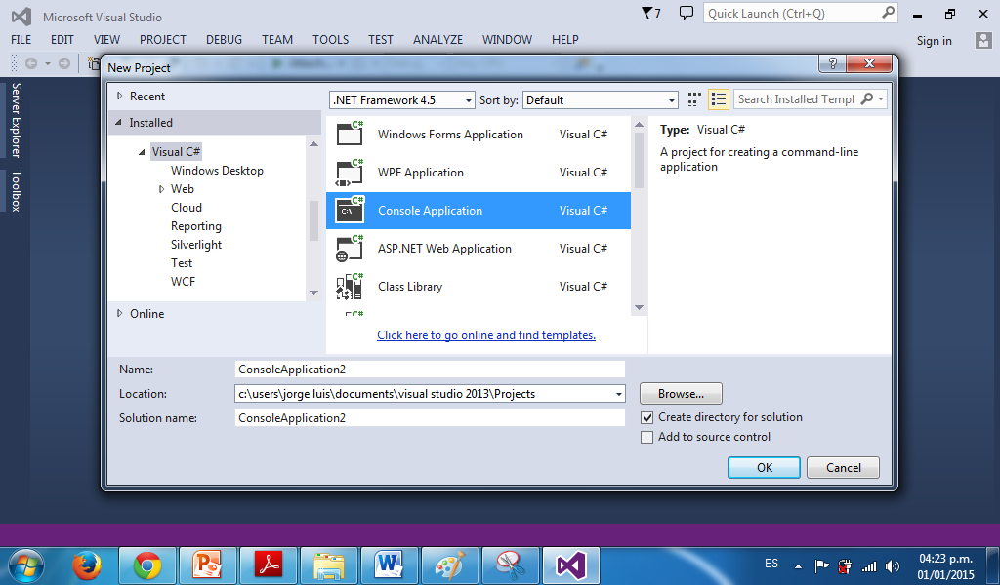 Microsoft Visual Studio
7
Quick Launch (Ctrl+Q)
FILE EDIT VIEW PROJECT DEBUG TEAM TOOLS TEST ANALYZE WINDOW HELP
Sign in
Server Explorer
Toolbox
New Project
?
Recent
Installed
Visual C#
Windows Desktop
Web
Cloud
Reporting
Silverlight
Test
WCF
Online
.NET Framework 4.5
Sort by:
Default
Search Installed Templ
C# Windows Forms Application Visual C#
C# WPF Application Visual C#
C# C:\ Console Application Visual C#
C# ASP.NET Web Application Visual C#
C# Class Library Visual C#
C#
Click here to go online and find templates.
Type: Visual C#
A project for creating a command-line
application
Name: ConsoleApplication2
Location: c:\users\jorge luis\documents\visual studio 2013\Projects
Browse...
Solution name: ConsoleApplication2
Create directory for solution
Add to source control
OK
Cancel
ES
04:23 p.m.
01/01/2015